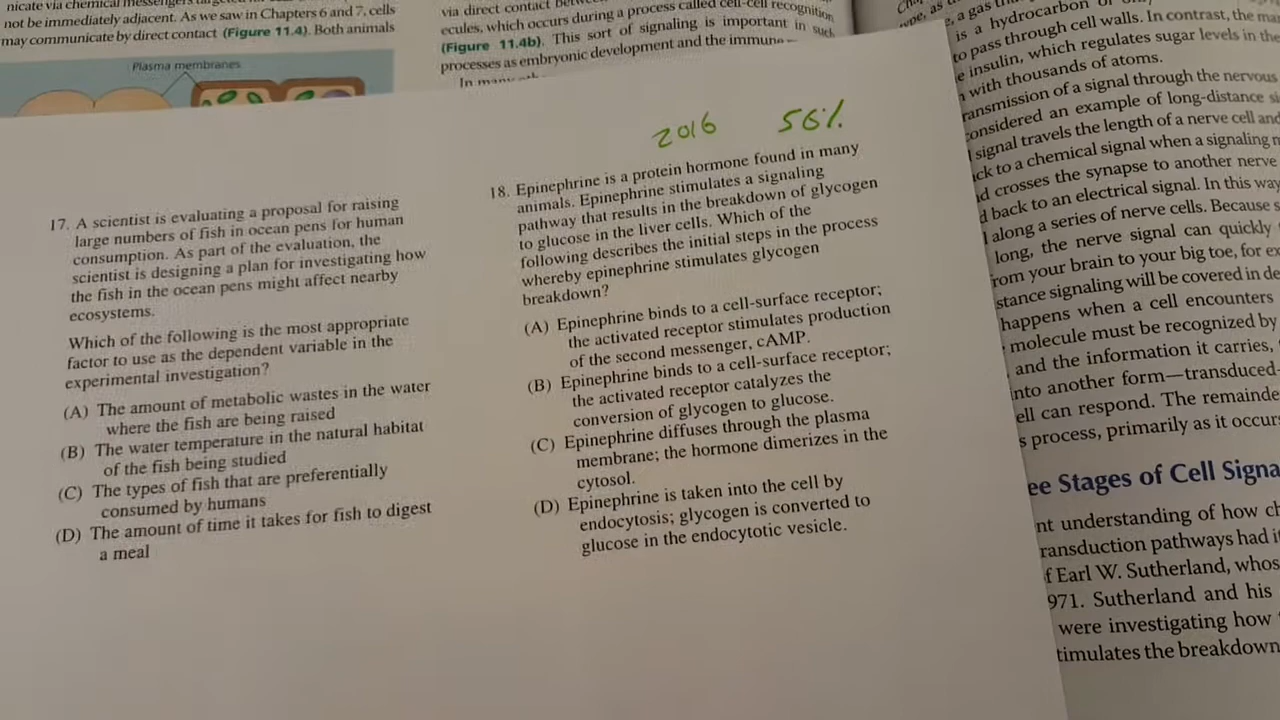 nicate via chemical messengers
not be immediately adjacent. As we saw in Chapters 6 and 7, cells
may communicate by direct contact (Figure 11.4). Both animals
Plasma membranes
via direct contact between
ecules, which occurs during a process called cell-cell recognition
(Figure 11.4b). This sort of signaling is important in such
processes as embryonic development and the immune
In many
2016 56%
17. A scientist is evaluating a proposal for raising
large numbers of fish in ocean pens for human
consumption. As part of the evaluation, the
scientist is designing a plan for investigating how
the fish in the ocean pens might affect nearby
ecosystems.
Which of the following is the most appropriate
factor to use as the dependent variable in the
experimental investigation?
(A) The amount of metabolic wastes in the water
where the fish are being raised
(B) The water temperature in the natural habitat
of the fish being studied
(C) The types of fish that are preferentially
consumed by humans
(D) The amount of time it takes for fish to digest
a meal
18. Epinephrine is a protein hormone found in many
animals. Epinephrine stimulates a signaling
pathway that results in the breakdown of glycogen
to glucose in the liver cells. Which of the
following describes the initial steps in the process
whereby epinephrine stimulates glycogen
breakdown?
(A) Epinephrine binds to a cell-surface receptor;
the activated receptor stimulates production
of the second messenger, cAMP.
(B) Epinephrine binds to a cell-surface receptor;
the activated receptor catalyzes the
conversion of glycogen to glucose.
(C) Epinephrine diffuses through the plasma
membrane; the hormone dimerizes in the
cytosol.
(D) Epinephrine is taken into the cell by
endocytosis; glycogen is converted to
glucose in the endocytotic vesicle.
a gas
is a hydrocarbon of
to pass through cell walls. In contrast, the
e insulin, which regulates sugar levels in the
with thousands of atoms.
ransmission of a signal through the nervous
considered an example of long-distance
signal travels the length of a nerve cell and
ck to a chemical signal when a signaling
d crosses the synapse to another nerve
d back to an electrical signal. In this way
along a series of nerve cells. Because
long, the nerve signal can quickly
rom your brain to your big toe, for
stance signaling will be covered in
happens when a cell encounters
molecule must be recognized by
and the information it carries,
nto another form—transduced
ell can respond. The remainde
s process, primarily as it occur
ee Stages of Cell Signa
nt understanding of how
ransduction pathways had
f Earl W. Sutherland, whos
971. Sutherland and his
were investigating how
timulates the breakdown